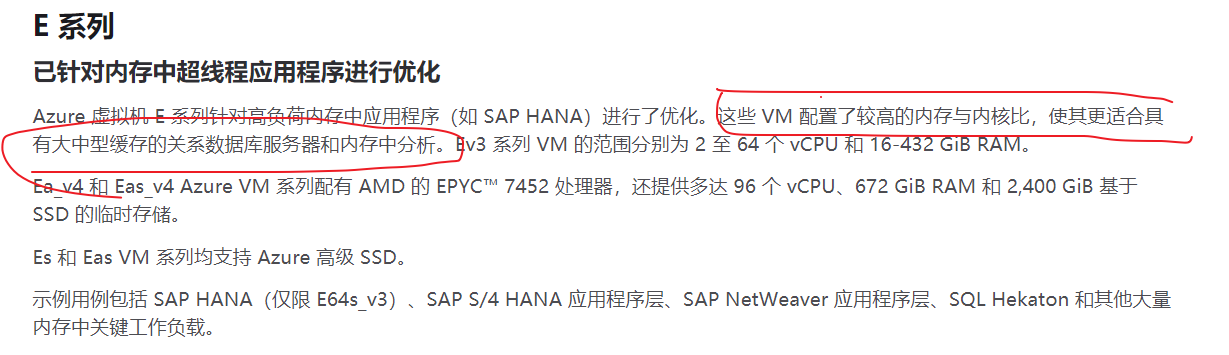 E 系列
已针对内存中超线程应用程序进行优化
Azure 虚拟机 E 系列针对高负荷内存中应用程序（如 SAP HANA）进行了优化。这些 VM 配置了较高的内存与内核比，使其更适合具
有大中型缓存的关系数据库服务器和内存中分析。Ev3 系列 VM 的范围分别为 2 至 64 个 vCPU 和 16-432 GiB RAM。
Ea_v4 和 Eas_v4 Azure VM 系列配有 AMD 的 EPYC™ 7452 处理器，还提供多达 96 个 vCPU、672 GiB RAM 和 2,400 GiB 基于
SSD 的临时存储。
Es 和 Eas VM 系列均支持 Azure 高级 SSD。
示例用例包括 SAP HANA（仅限 E64s_v3）、SAP S/4 HANA 应用程序层、SAP NetWeaver 应用程序层、SQL Hekaton 和其他大量
内存中关键工作负载。